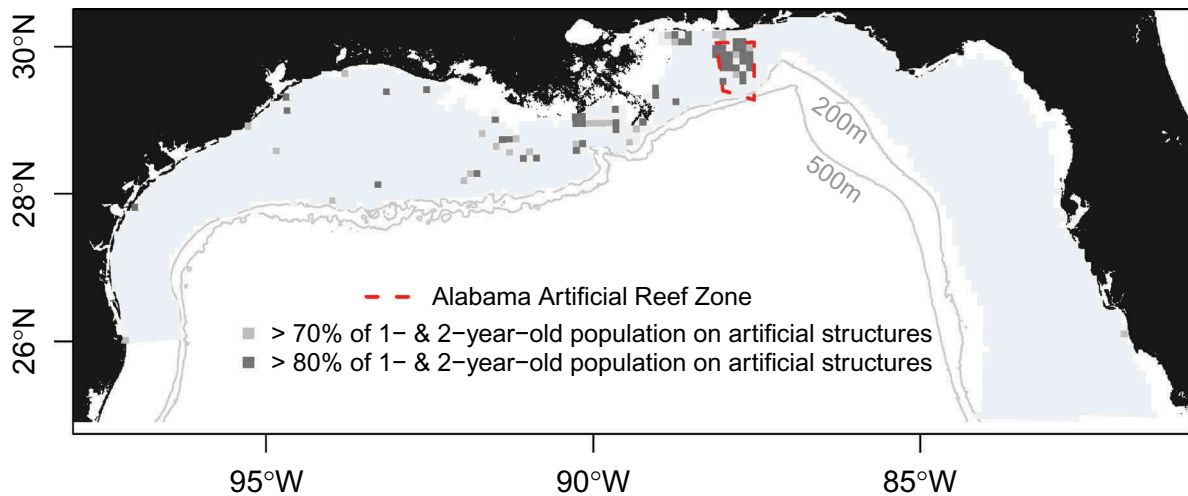 30°N
28°N
26°N
200m
500m
Alabama Artificial Reef Zone
> 70% of 1− & 2−year−old population on artificial structures
> 80% of 1− & 2−year−old population on artificial structures
95°W
90°W
85°W